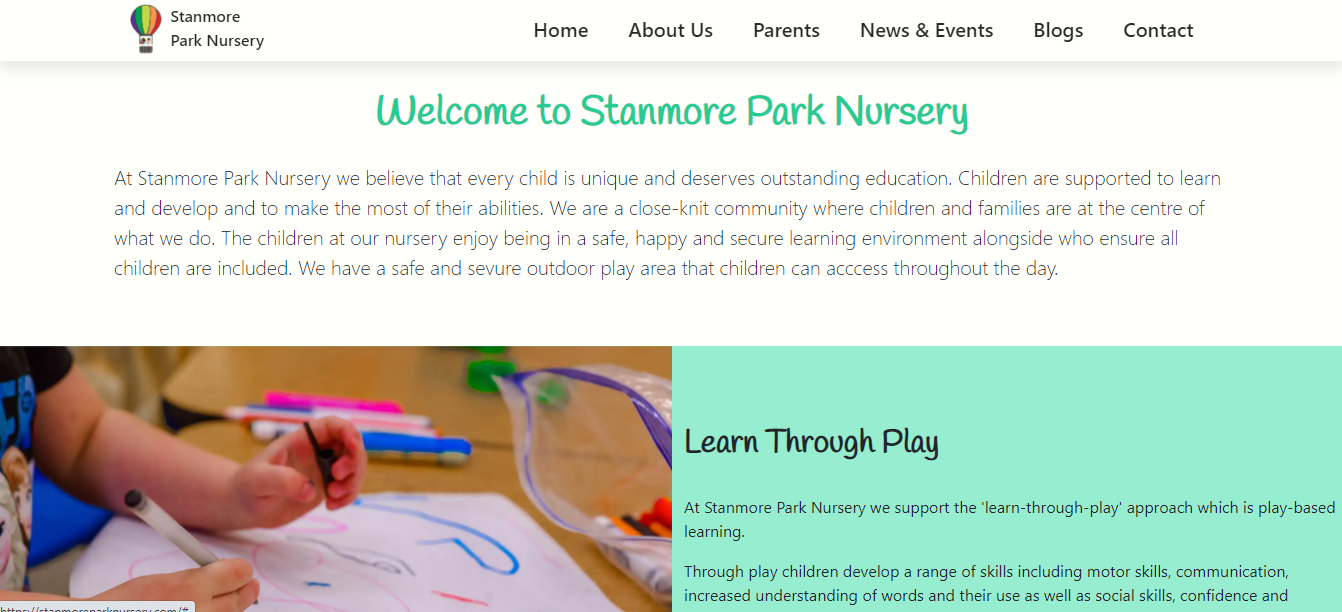 Stanmore
Park Nursery
Home About Us Parents News & Events Blogs Contact
Welcome to Stanmore Park Nursery
At Stanmore Park Nursery we believe that every child is unique and deserves outstanding education. Children are supported to learn
and develop and to make the most of their abilities. We are a close-knit community where children and families are at the centre of
what we do. The children at our nursery enjoy being in a safe, happy and secure learning environment alongside who ensure all
children are included. We have a safe and sevure outdoor play area that children can acccess throughout the day.
Learn Through Play
At Stanmore Park Nursery we support the 'learn-through-play' approach which is play-based
learning.
Through play children develop a range of skills including motor skills, communication,
increased understanding of words and their use as well as social skills, confidence and
https://stanmoreparknursery.com/#